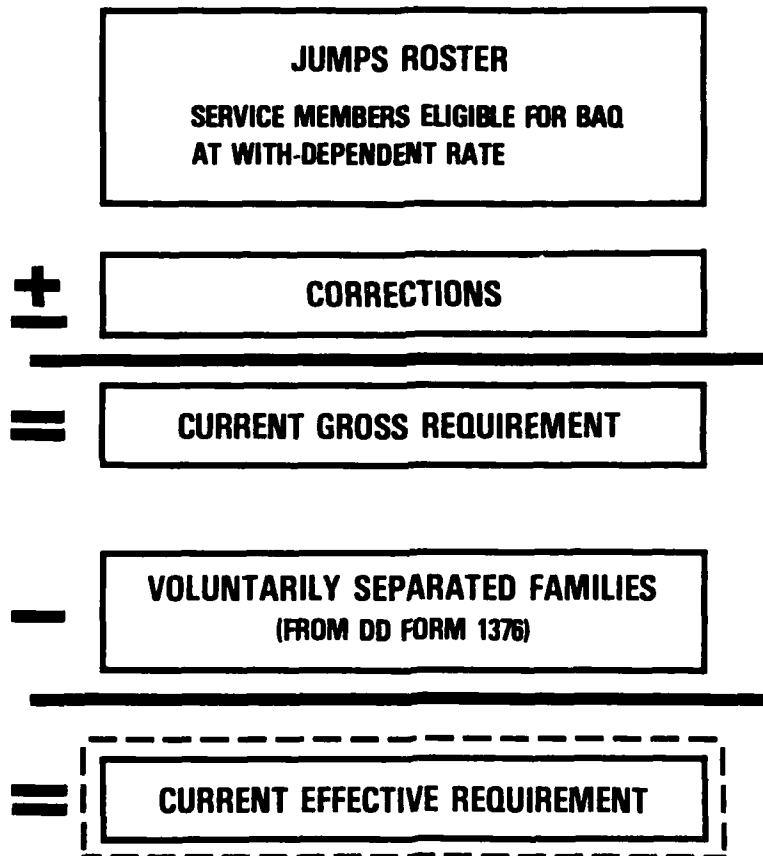 JUMPS ROSTER
SERVICE MEMBERS ELIGIBLE FOR BAQ
AT WITH-DEPENDENT RATE
± CORRECTIONS
= CURRENT GROSS REQUIREMENT
- VOLUNTARILY SEPARATED FAMILIES
(FROM DD FORM 1376)
= CURRENT EFFECTIVE REQUIREMENT